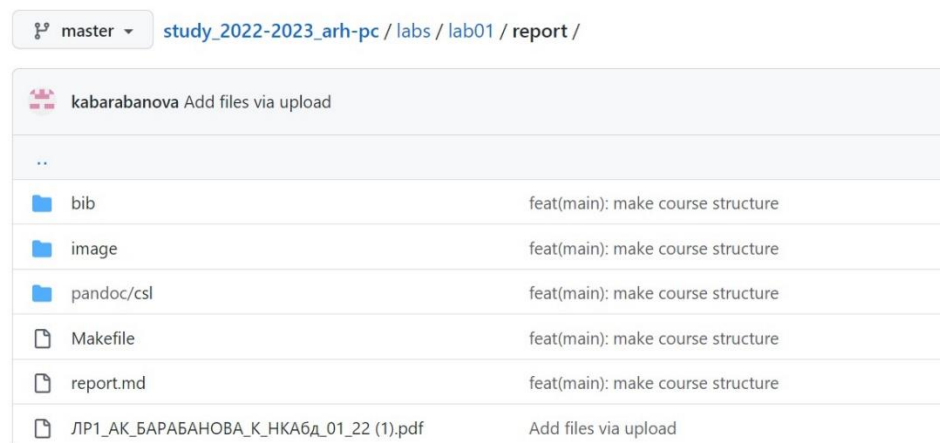 master study_2022-2023_arh-pc / labs / lab01 / report /
kabarabanova Add files via upload
..
bib feat(main): make course structure
image feat(main): make course structure
pandoc/csl feat(main): make course structure
Makefile feat(main): make course structure
report.md feat(main): make course structure
ЛР1_АК_БАРАБАНОВА_К_НКАбд_01_22 (1).pdf Add files via upload